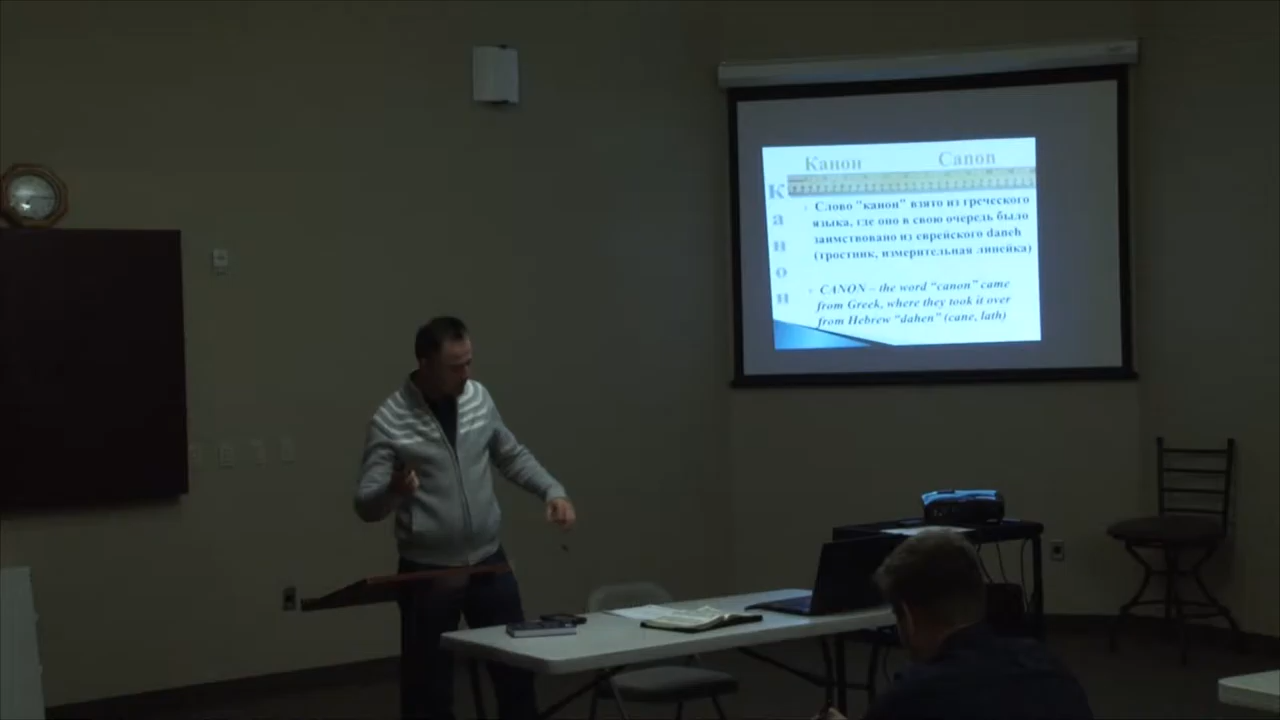 Канон Canon
Канон
Слово "канон" взято из греческого
языка, где оно в свою очередь было
заимствовано из еврейского daneh
(тростник, измерительная линейка)
CANON – the word “canon” came
from Greek, where they took it over
from Hebrew “dahen” (cane, lath)